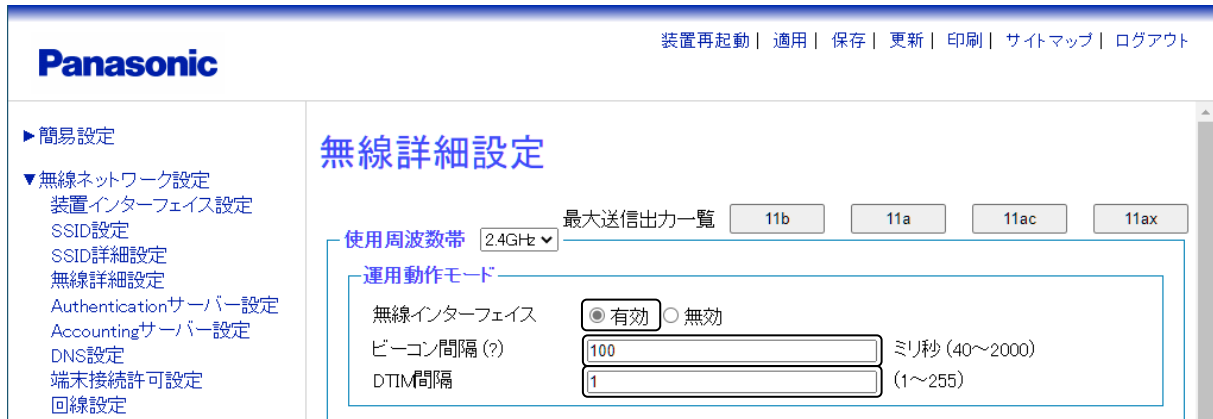 装置再起動| 適用| 保存| 更新| 印刷| サイトマップ| ログアウト
Panasonic
▶簡易設定
▼無線ネットワーク設定
装置インターフェイス設定
SSID設定
SSID詳細設定
無線詳細設定
Authenticationサーバー設定
Accountingサーバー設定
DNS設定
端末接続許可設定
回線設定
無線詳細設定
最大送信出力一覧 11b 11a 11ac 11ax
使用周波数帯 2.4GHz
運用動作モード
無線インターフェイス 有効 無効
ビーコン間隔(?) 100 ミリ秒(40～2000)
DTIM間隔 1 (1～255)